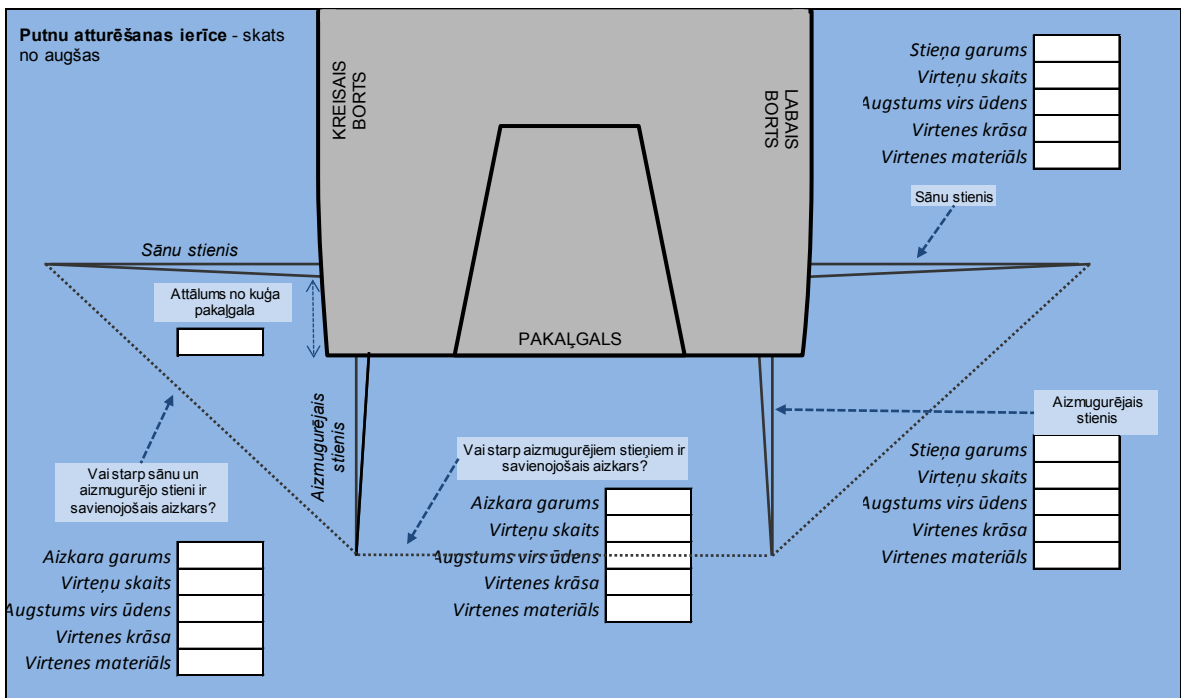 Putnu atturēšanas ierīce - skats
no augšas
KREISAIS
BORTS
LABAIS
BORTS
Stieņa garums
Virteņu skaits
Augstums virs ūdens
Virtenes krāsa
Virtenes materiāls
Sānu stienis
Sānu stienis
Attālums no kuģa
pakaļgala
PAKAĻGALS
Aizmugurējais
stienis
Aizmugurējais
stienis
Stieņa garums
Virteņu skaits
Augstums virs ūdens
Virtenes krāsa
Virtenes materiāls
Vai starp aizmugurējiem stieņiem ir
savienojošais aizkars?
Aizkara garums
Virteņu skaits
Augstums virs ūdens
Virtenes krāsa
Virtenes materiāls
Vai starp sānu un
aizmugurējo stieni ir
savienojošais aizkars?
Aizkara garums
Virteņu skaits
Augstums virs ūdens
Virtenes krāsa
Virtenes materiāls